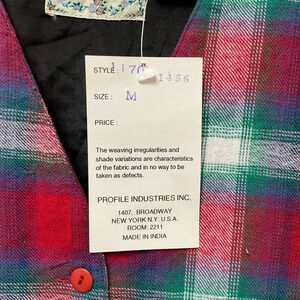 STYLE: 1170
1456
SIZE: M
PRICE:
The weaving irregularities and
shade variations are characteristics
of the fabric and in no way to be
taken as defects.
PROFILE INDUSTRIES INC.
1407, BROADWAY
NEW YORK N.Y. U.S.A.
ROOM: 2211
MADE IN INDIA